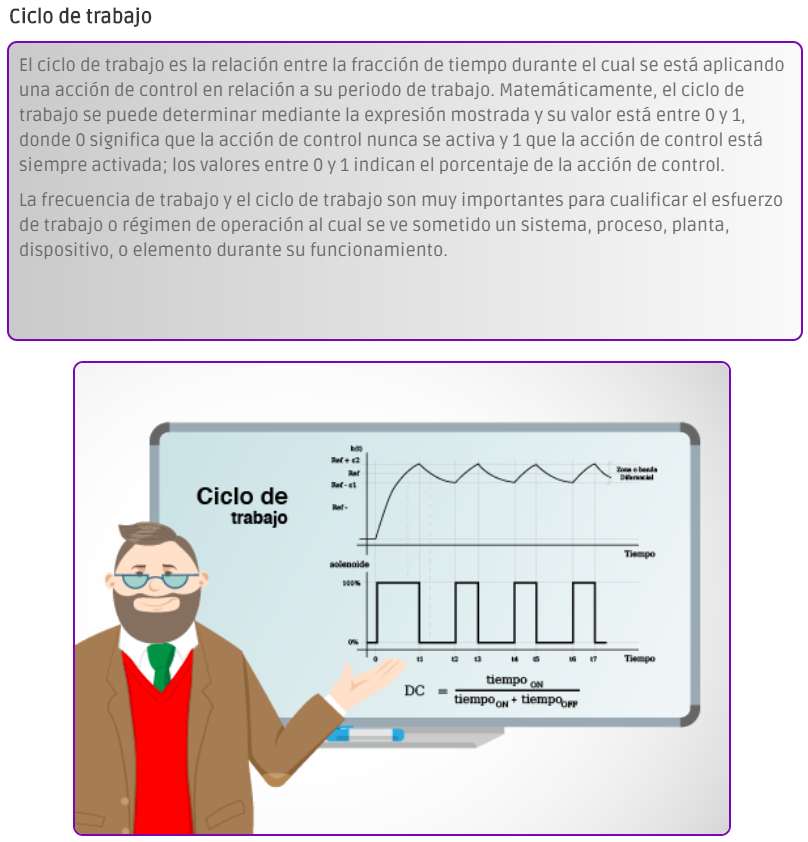 Ciclo de trabajo
El ciclo de trabajo es la relación entre la fracción de tiempo durante el cual se está aplicando
una acción de control en relación a su periodo de trabajo. Matemáticamente, el ciclo de
trabajo se puede determinar mediante la expresión mostrada y su valor está entre 0 y 1,
donde 0 significa que la acción de control nunca se activa y 1 que la acción de control está
siempre activada; los valores entre 0 y 1 indican el porcentaje de la acción de control.
La frecuencia de trabajo y el ciclo de trabajo son muy importantes para cualificar el esfuerzo
de trabajo o régimen de operación al cual se ve sometido un sistema, proceso, planta,
dispositivo, o elemento durante su funcionamiento.
Ciclo de
trabajo
h(t)
Ref + ε2
Ref
Ref - ε1
Ref -
Zona o banda
Diferencial
Tiempo
solenoide
100%
0%
0 t1 t2 t3 t4 t5 t6 t7 Tiempo
DC = tiempo ON
tiempo ON + tiempo OFF